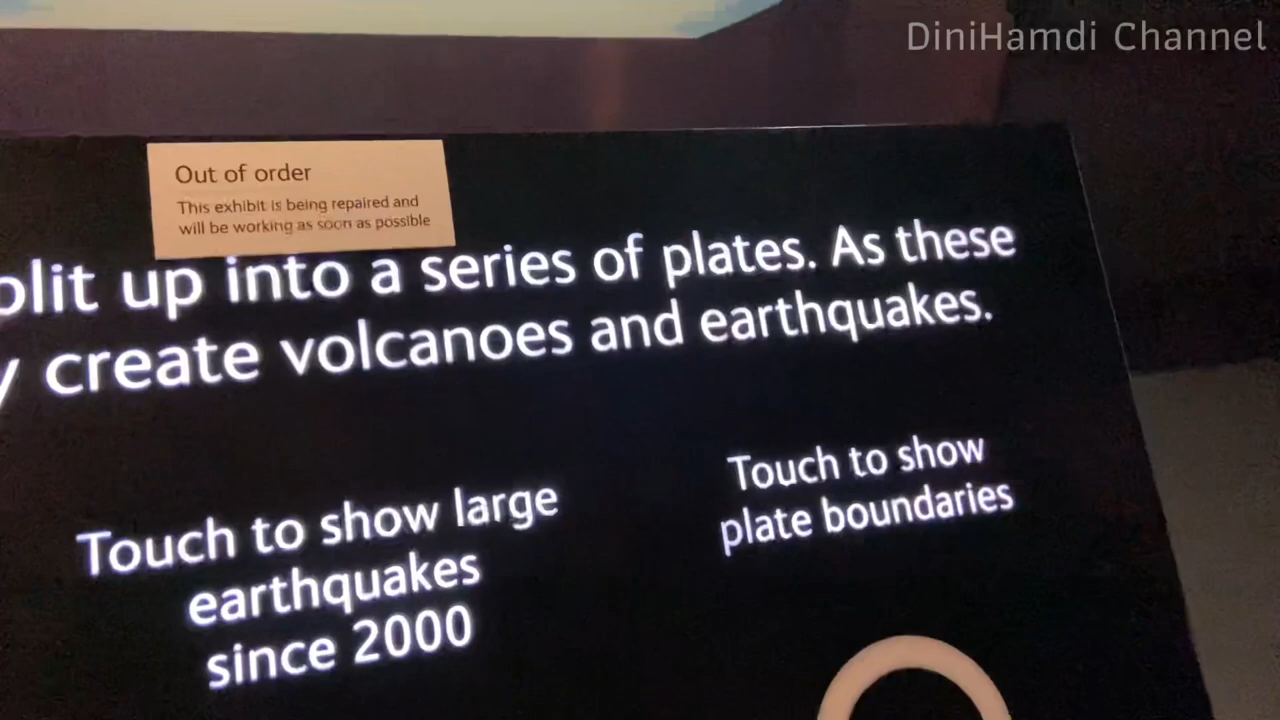 DiniHamdi Channel
Out of order
This exhibit is being repaired and
will be working as soon as possible
up into a series of plates. As these
create volcanoes and earthquakes.
Touch to show large
earthquakes
since 2000
Touch to show
plate boundaries